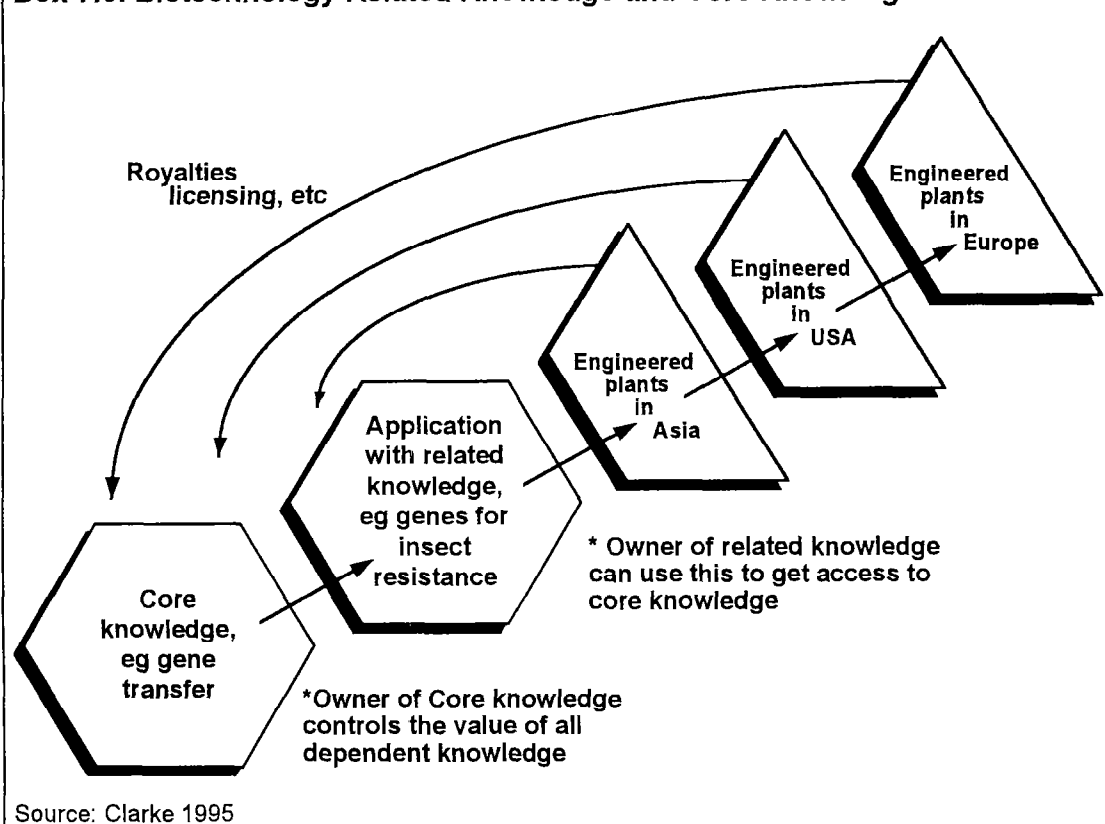 Royalties
licensing, etc
Engineered
plants
in
Europe
Engineered
plants
in
USA
Engineered
plants
in
Asia
Application
with related
knowledge,
eg genes for
insect
resistance
* Owner of related knowledge
can use this to get access to
core knowledge
Core
knowledge,
eg gene
transfer
*Owner of Core knowledge
controls the value of all
dependent knowledge
Source: Clarke 1995